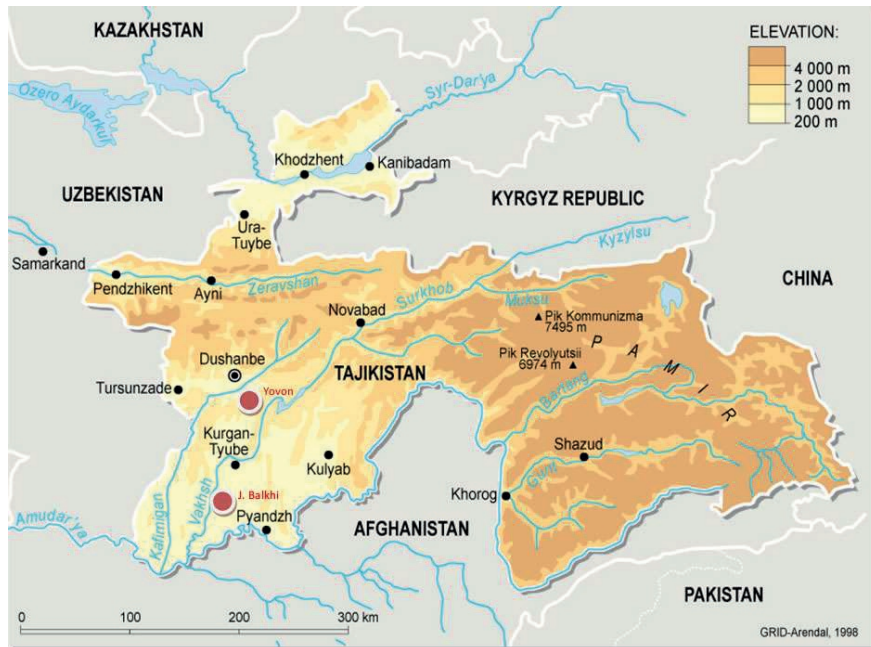 KAZAKHSTAN
ELEVATION:
4 000 m
2 000 m
1 000 m
200 m
Ozero Aydarkul
Syr-Dar'ya
Khodzhent
Kanibadam
UZBEKISTAN
KYRGYZ REPUBLIC
Ura-
Tuybe
Kyzylsu
Samarkand
CHINA
Pendzhikent
Ayni
Zeravshan
Surkhob
Muksu
Novabad
Pik Kommunizma
7495 m
Dushanbe
Pik Revolyutsii
6974 m
PAMIR
TAJIKISTAN
Tursunzade
Yovon
Bartang
Kurgan-
Tyube
Kulyab
Shazud
Gunt
J. Balkhi
Khorog
Vakhsh
Kafirnigan
Pyandzh
Amudar'ya
AFGHANISTAN
PAKISTAN
0
100
200
300 km
GRID-Arendal, 1998